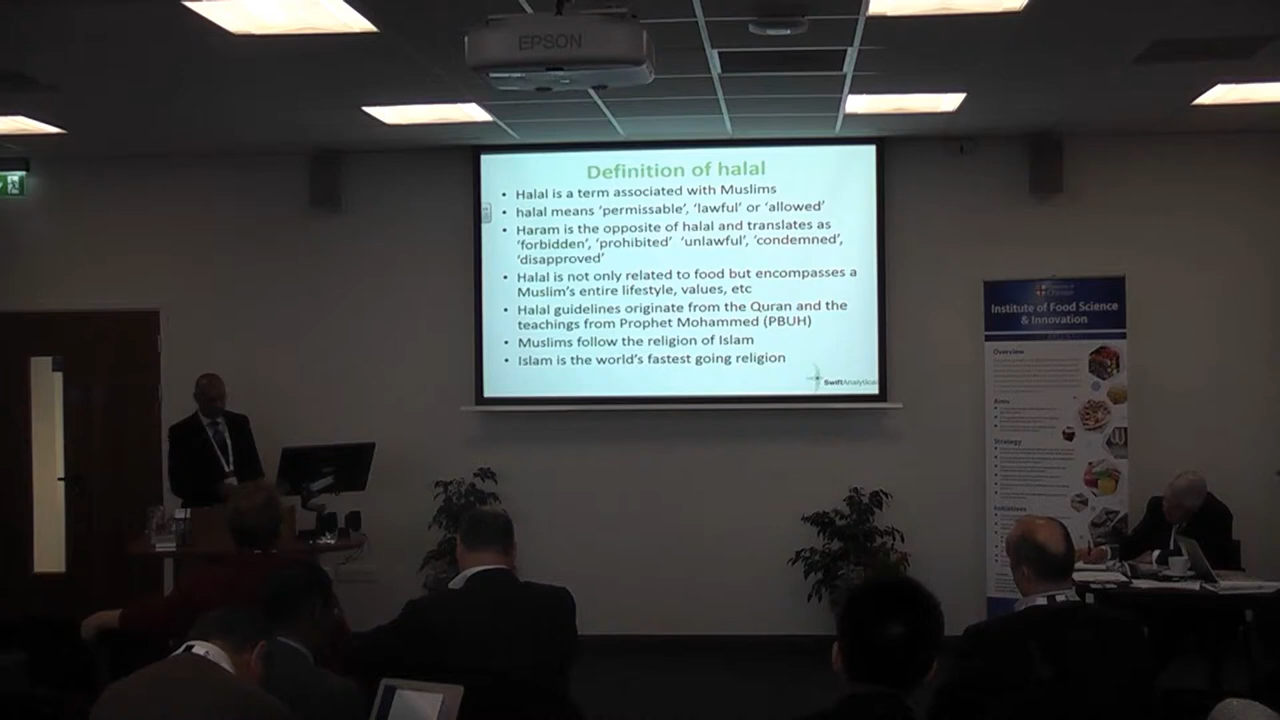 EPSON
Definition of halal
• Halal is a term associated with Muslims
• halal means ‘permissable’, ‘lawful’ or ‘allowed’
• Haram is the opposite of halal and translates as
‘forbidden’, ‘prohibited’ ‘unlawful’, ‘condemned’,
‘disapproved’
• Halal is not only related to food but encompasses a
Muslim’s entire lifestyle, values, etc
• Halal guidelines originate from the Quran and the
teachings from Prophet Mohammed (PBUH)
• Muslims follow the religion of Islam
• Islam is the world’s fastest going religion
SwiftAnalytical
Institute of Food Science
& Innovation
Overview
Aims
Strategy
Initiatives